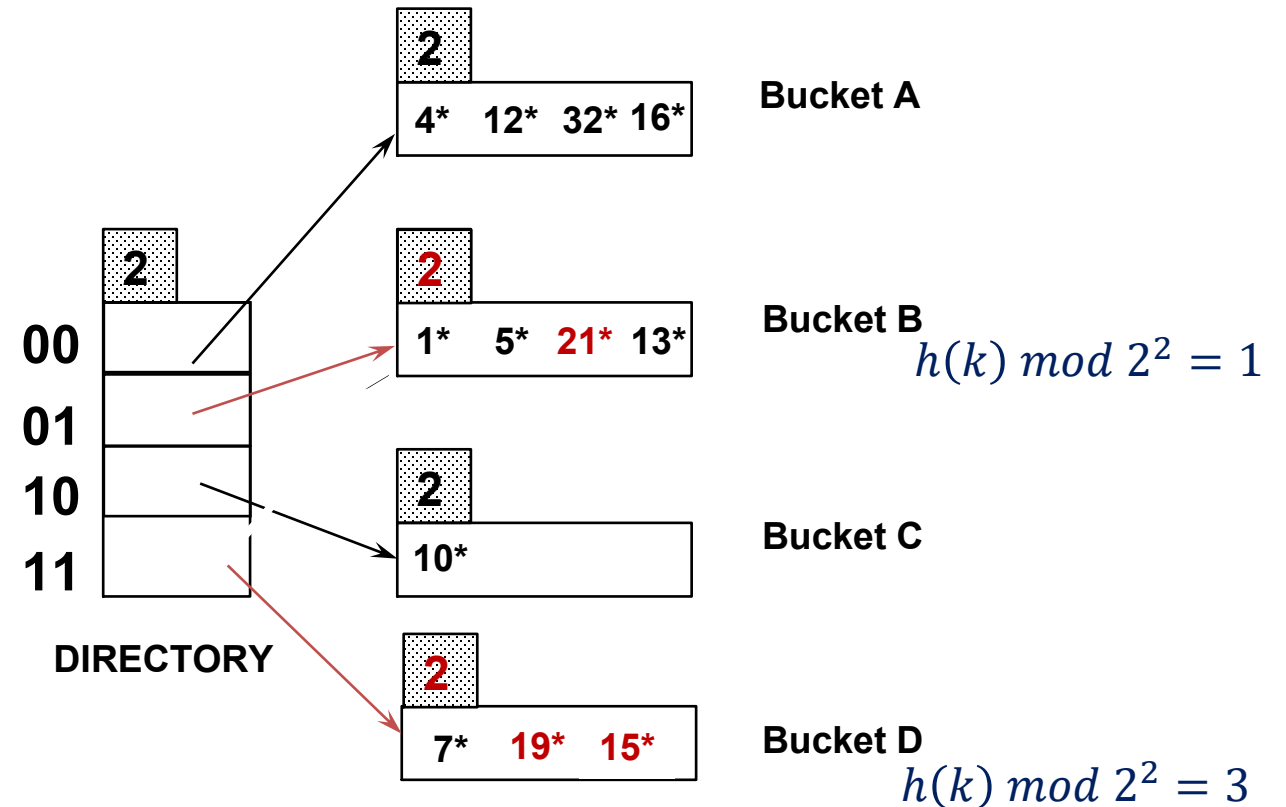 2
4* 12* 32* 16*
Bucket A
2
00
01
10
11
DIRECTORY
2
1* 5* 21* 13*
Bucket B
h(k) mod 2² = 1
2
10*
Bucket C
2
7* 19* 15*
Bucket D
h(k) mod 2² = 3